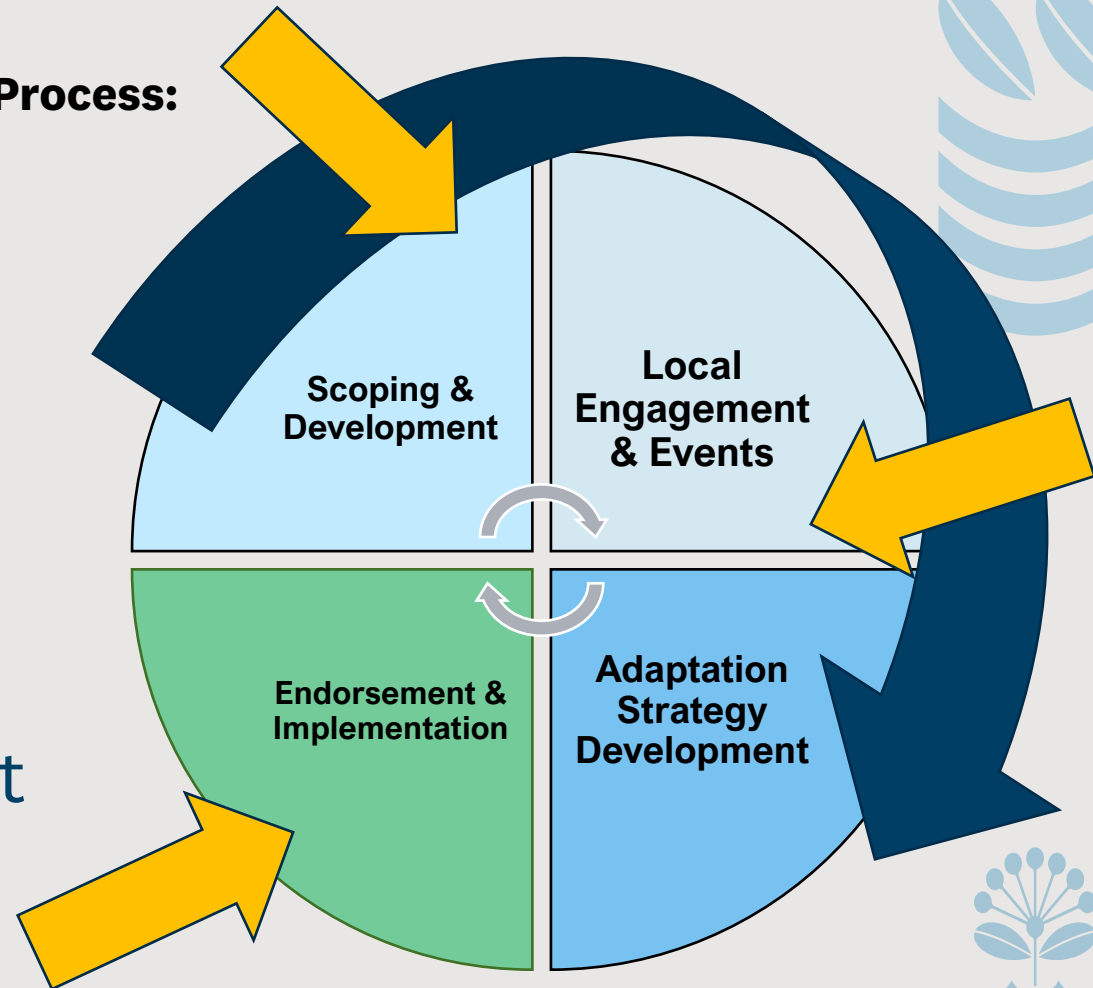 Process:
Scoping &
Development
Local
Engagement
& Events
Endorsement &
Implementation
Adaptation
Strategy
Development
t